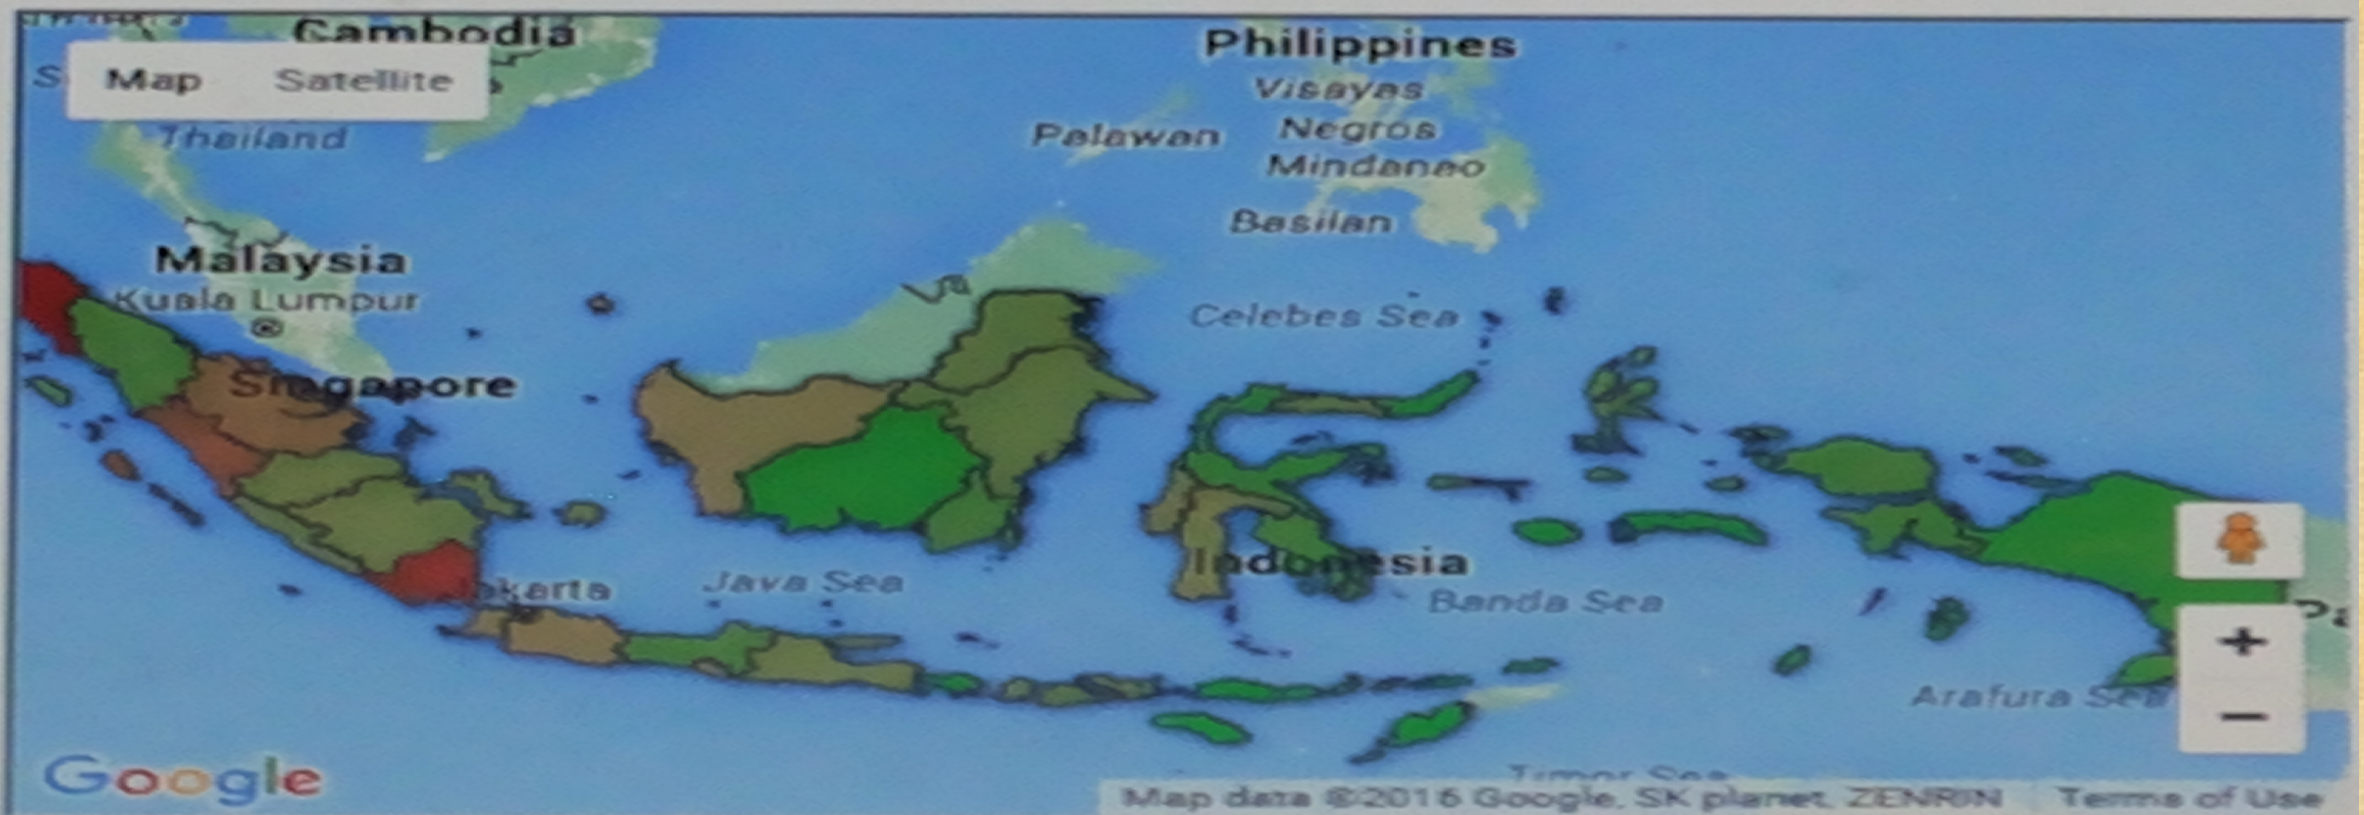 Cambodia
Philippines
Map Satellite
Visayas
Thailand
Palawan
Negros
Mindanao
Basilan
Malaysia
Kuala Lumpur
Celebes Sea
Singapore
Indonesia
Java Sea
Banda Sea
Arafura Sea
+
−
Google
Timor Sea
Map data ©2016 Google, SK planet, ZENRIN Terms of Use